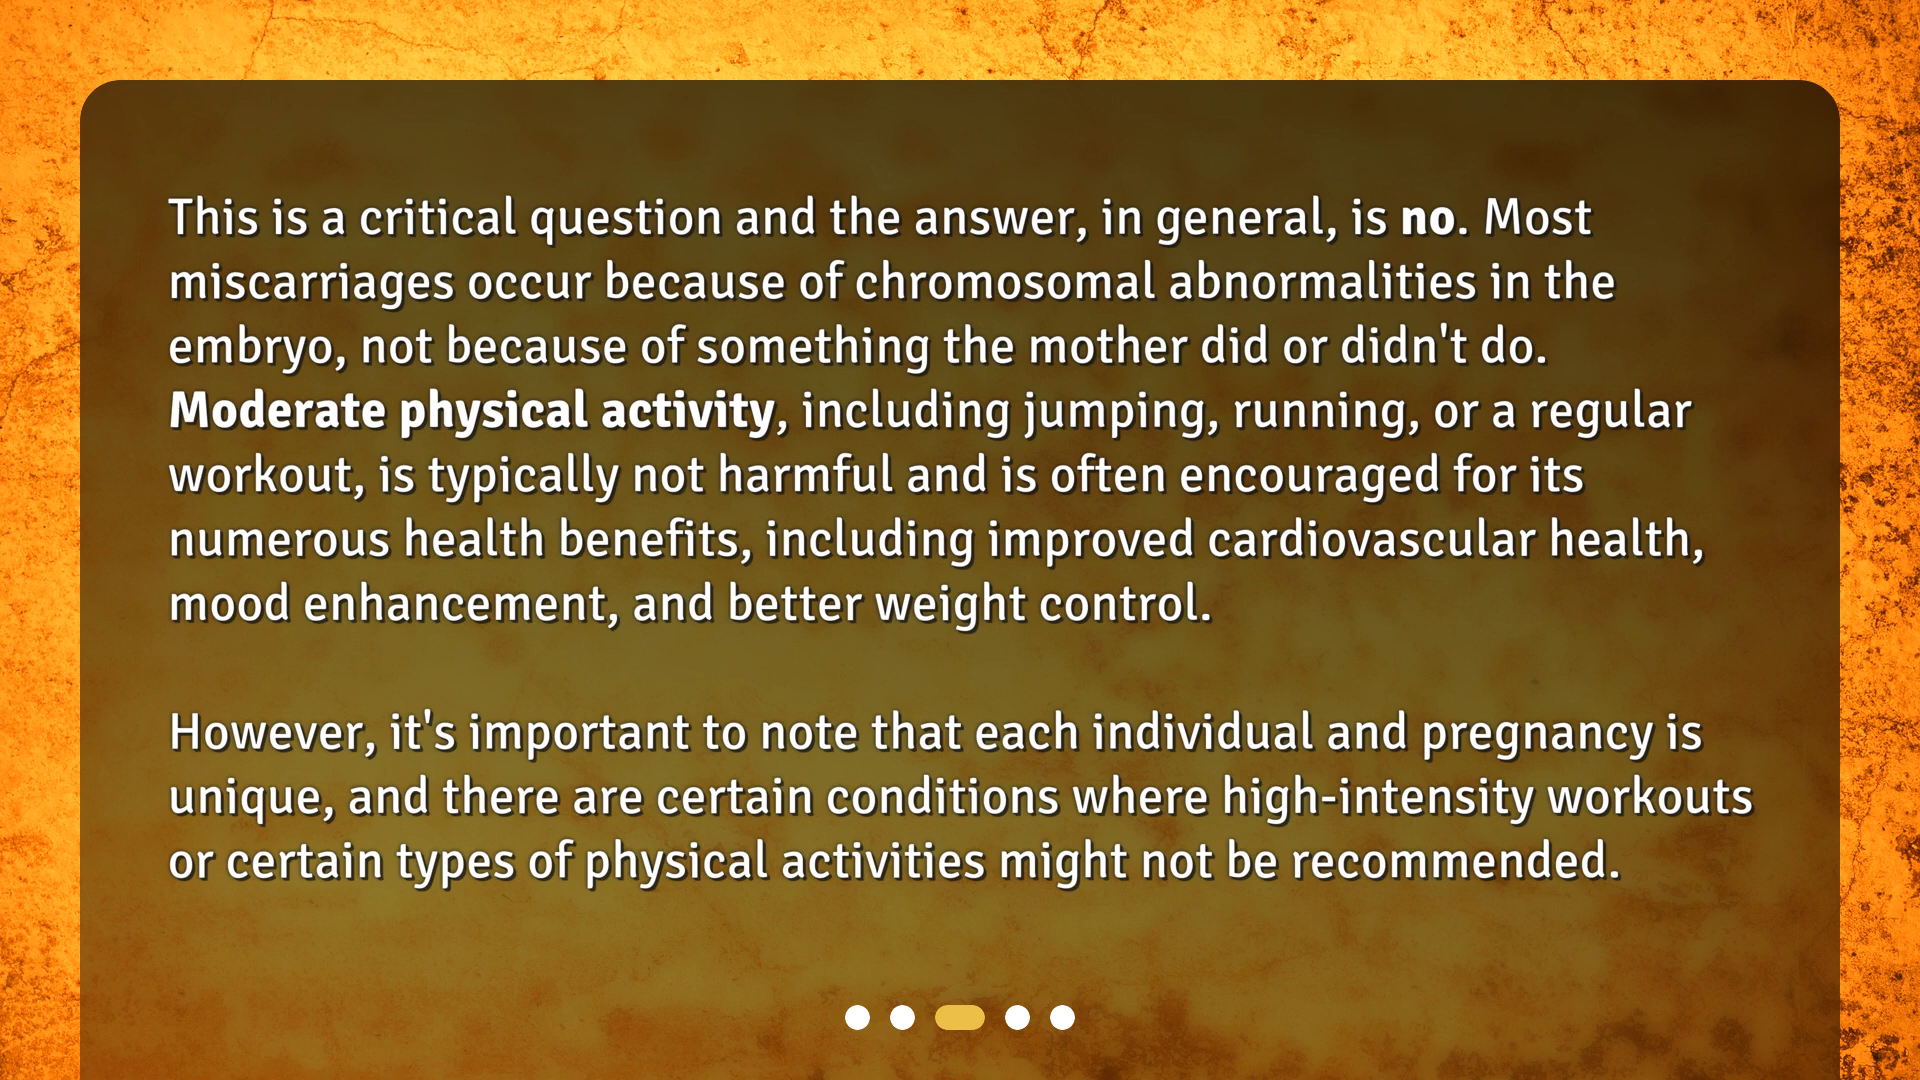 This is a critical question and the answer, in general, is no. Most
miscarriages occur because of chromosomal abnormalities in the
embryo, not because of something the mother did or didn't do.
Moderate physical activity, including jumping, running, or a regular
workout, is typically not harmful and is often encouraged for its
numerous health benefits, including improved cardiovascular health,
mood enhancement, and better weight control.
However, it's important to note that each individual and pregnancy is
unique, and there are certain conditions where high-intensity workouts
or certain types of physical activities might not be recommended.